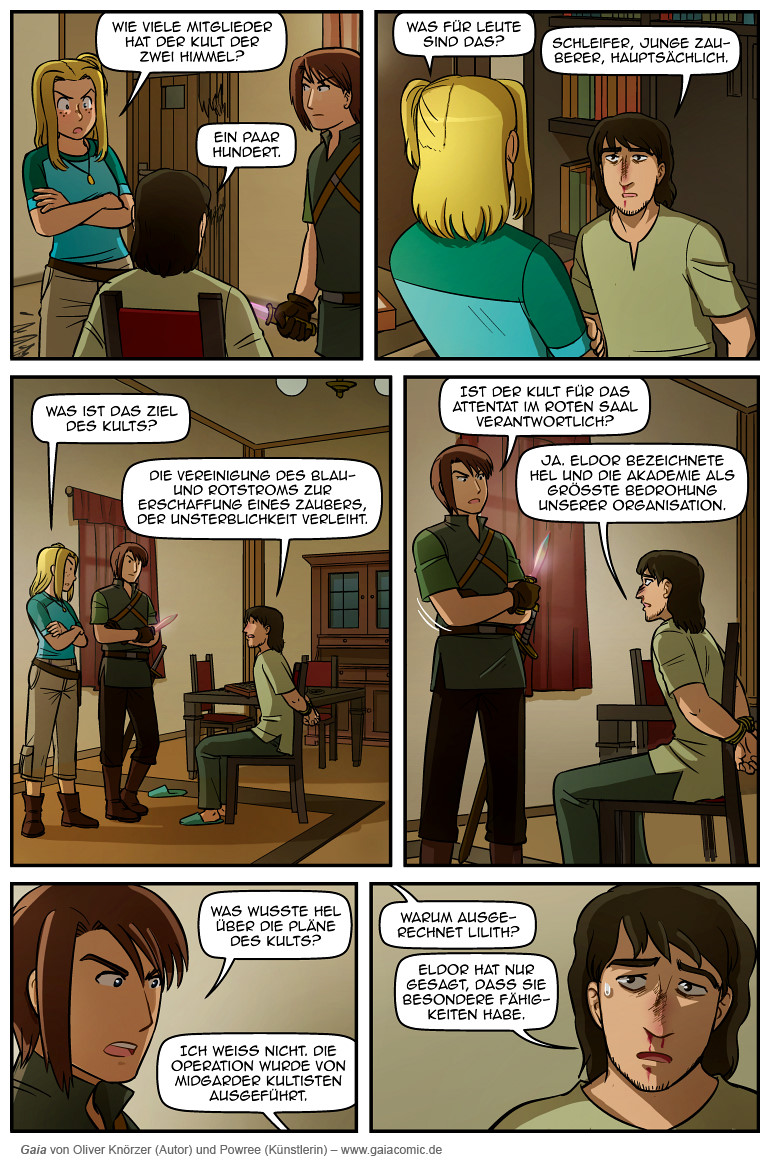 WIE VIELE MITGLIEDER
HAT DER KULT DER
ZWEI HIMMEL?
EIN PAAR
HUNDERT.
WAS FÜR LEUTE
SIND DAS?
SCHLEIFER, JUNGE ZAU-
BERER, HAUPTSÄCHLICH.
WAS IST DAS ZIEL
DES KULTS?
DIE VEREINIGUNG DES BLAU-
UND ROTSTROMS ZUR
ERSCHAFFUNG EINES ZAUBERS,
DER UNSTERBLICHKEIT VERLEIHT.
IST DER KULT FÜR DAS
ATTENTAT IM ROTEN SAAL
VERANTWORTLICH?
JA. ELDOR BEZEICHNETE
HEL UND DIE AKADEMIE ALS
GRÖSSTE BEDROHUNG
UNSERER ORGANISATION.
WAS WUSSTE HEL
ÜBER DIE PLÄNE
DES KULTS?
ICH WEISS NICHT. DIE
OPERATION WURDE VON
MIDGARDER KULTISTEN
AUSGEFÜHRT.
WARUM AUSGE-
RECHNET LILITH?
ELDOR HAT NUR
GESAGT, DASS SIE
BESONDERE FÄHIG-
KEITEN HABE.
Gaia von Oliver Knörzer (Autor) und Powree (Künstlerin) – www.gaiacomic.de